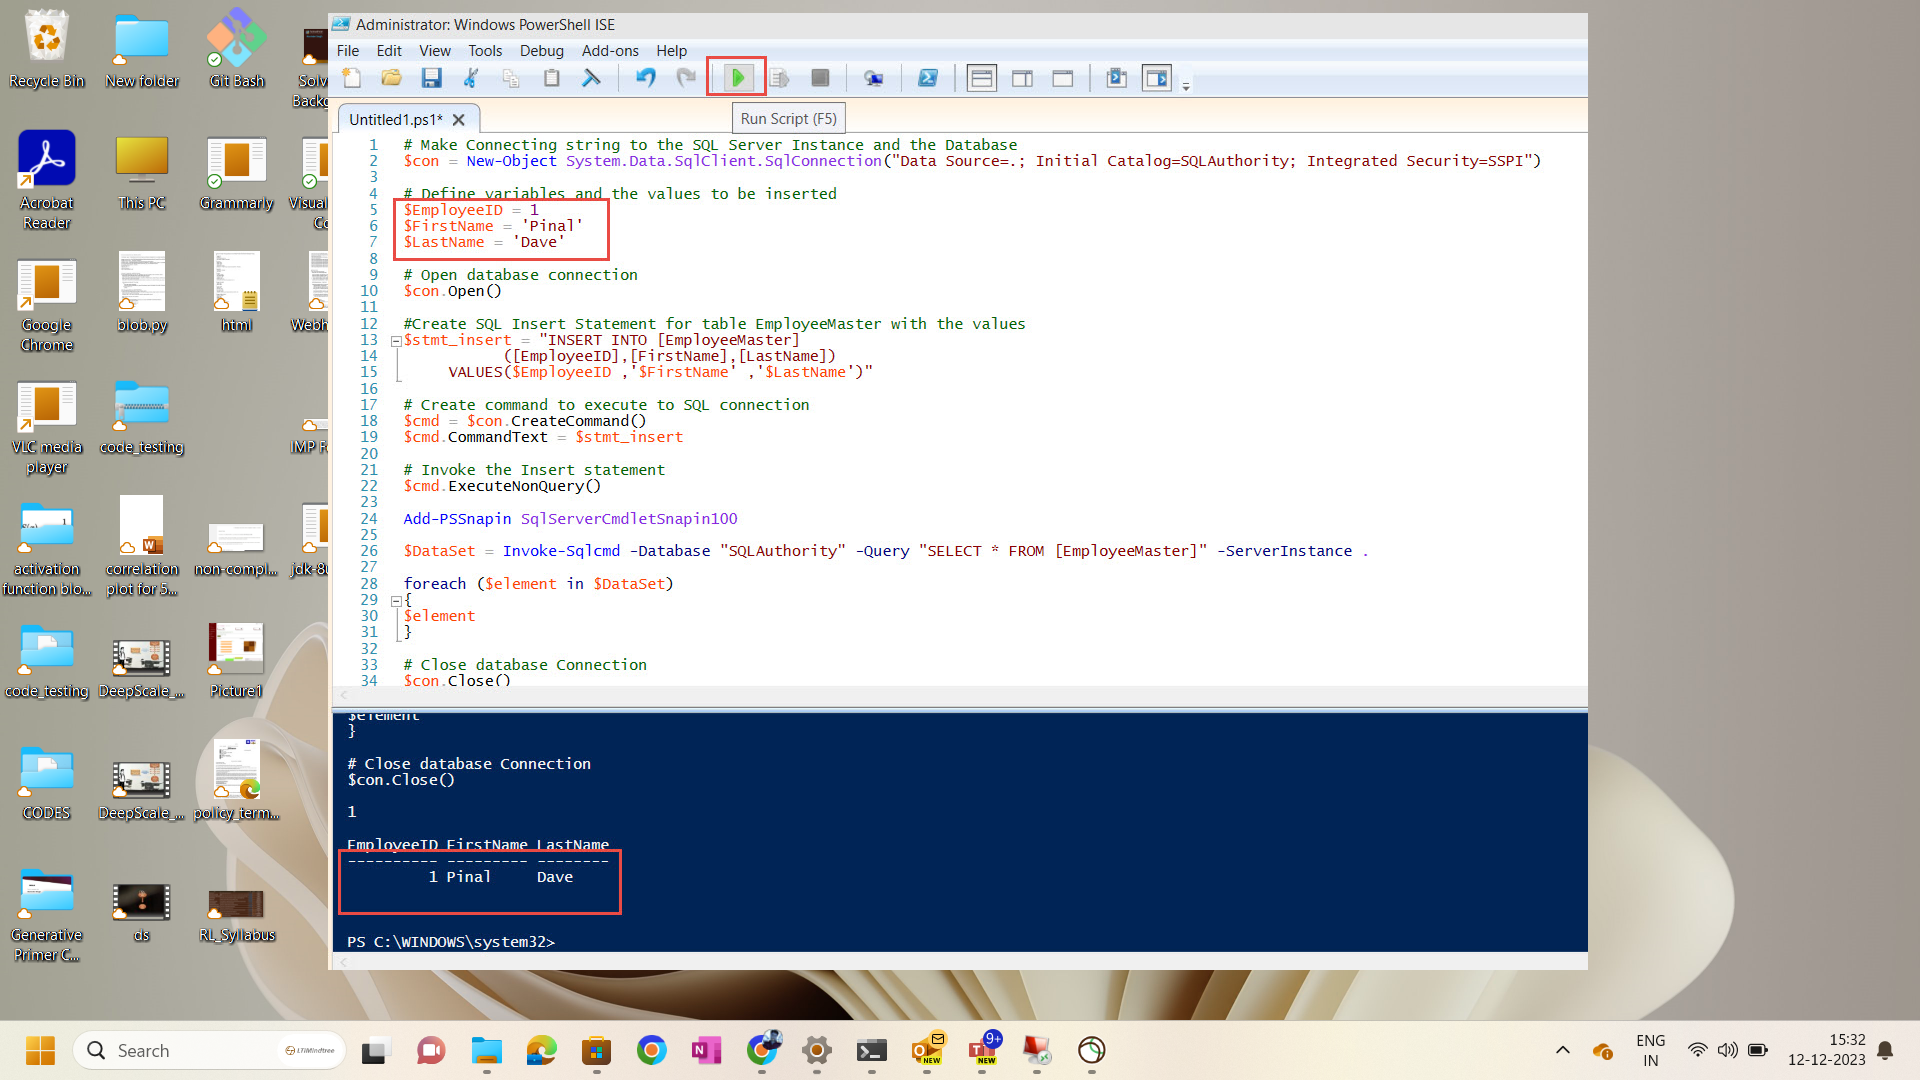 Recycle Bin
New folder
Git Bash
Solv
Backg
Acrobat
Reader
This PC
Grammarly
Visual
Co
Google
Chrome
blob.py
html
Webh
VLC media
player
code_testing
IMP F
activation
function blo...
correlation
plot for 5...
non-compl...
jdk-8u
code_testing
DeepScale_...
Picture1
CODES
DeepScale_...
policy_term...
Generative
Primer C...
ds
RL_Syllabus
Administrator: Windows PowerShell ISE
File Edit View Tools Debug Add-ons Help
Untitled1.ps1*
Run Script (F5)
1 # Make Connecting string to the SQL Server Instance and the Database
2 $con = New-Object System.Data.SqlClient.SqlConnection("Data Source=.; Initial Catalog=SQLAuthority; Integrated Security=SSPI")
3
4 # Define variables and the values to be inserted
5 $EmployeeID = 1
6 $FirstName = 'Pinal'
7 $LastName = 'Dave'
8
9 # Open database connection
10 $con.Open()
11
12 #Create SQL Insert Statement for table EmployeeMaster with the values
13 $stmt_insert = "INSERT INTO [EmployeeMaster]
14 ([EmployeeID],[FirstName],[LastName])
15 VALUES($EmployeeID ,'$FirstName' ,'$LastName')"
16
17 # Create command to execute to SQL connection
18 $cmd = $con.CreateCommand()
19 $cmd.CommandText = $stmt_insert
20
21 # Invoke the Insert statement
22 $cmd.ExecuteNonQuery()
23
24 Add-PSSnapin SqlServerCmdletSnapin100
25
26 $DataSet = Invoke-Sqlcmd -Database "SQLAuthority" -Query "SELECT * FROM [EmployeeMaster]" -ServerInstance .
27
28 foreach ($element in $DataSet)
29 {
30 $element
31 }
32
33 # Close database Connection
34 $con.Close()
$element
}
# Close database Connection
$con.Close()
1
EmployeeID FirstName LastName
---------- --------- --------
1 Pinal Dave
PS C:\WINDOWS\system32>
Search
LTIMindtree
9+
NEW
NEW
ENG
IN
15:32
12-12-2023